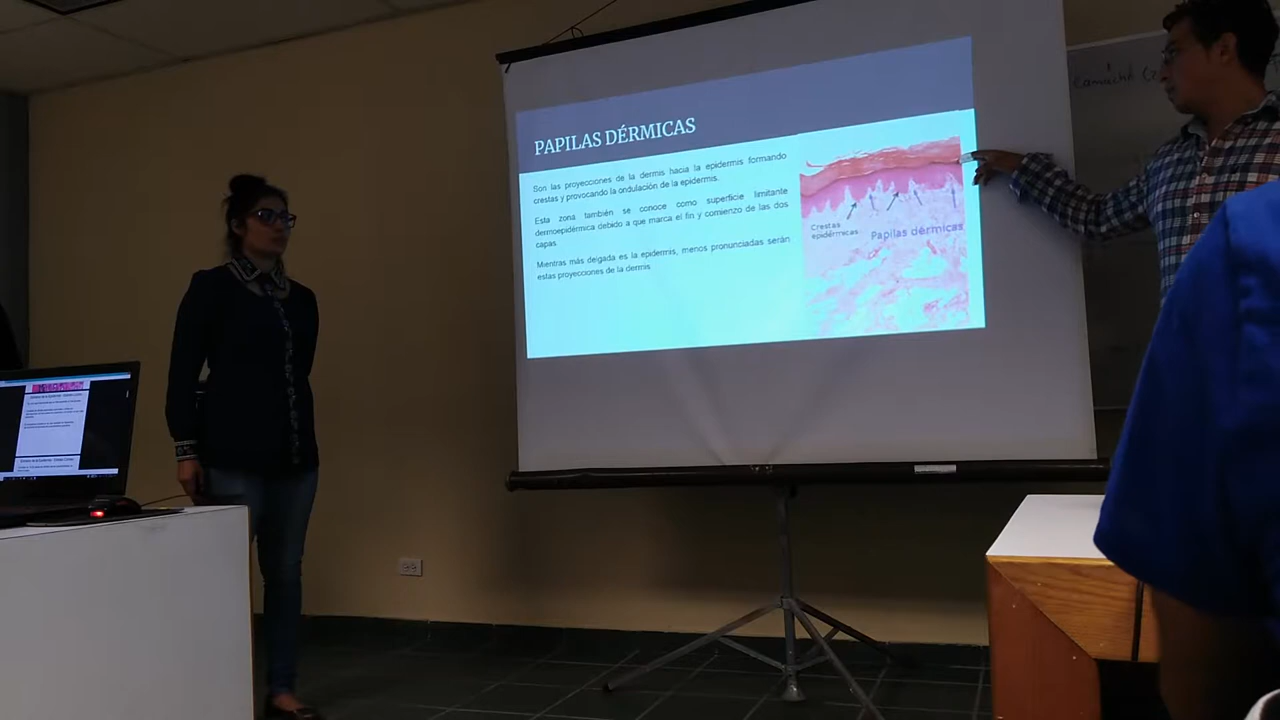 PAPILAS DÉRMICAS
Son las proyecciones de la dermis hacia la epidermis formando
crestas y provocando la ondulación de la epidermis.
Esta zona también se conoce como superficie limitante
dermoepidérmica debido a que marca el fin y comienzo de las dos
capas
Mientras más delgada es la epidermis, menos pronunciadas serán
estas proyecciones de la dermis
Crestas
epidérmicas
Papilas dérmicas